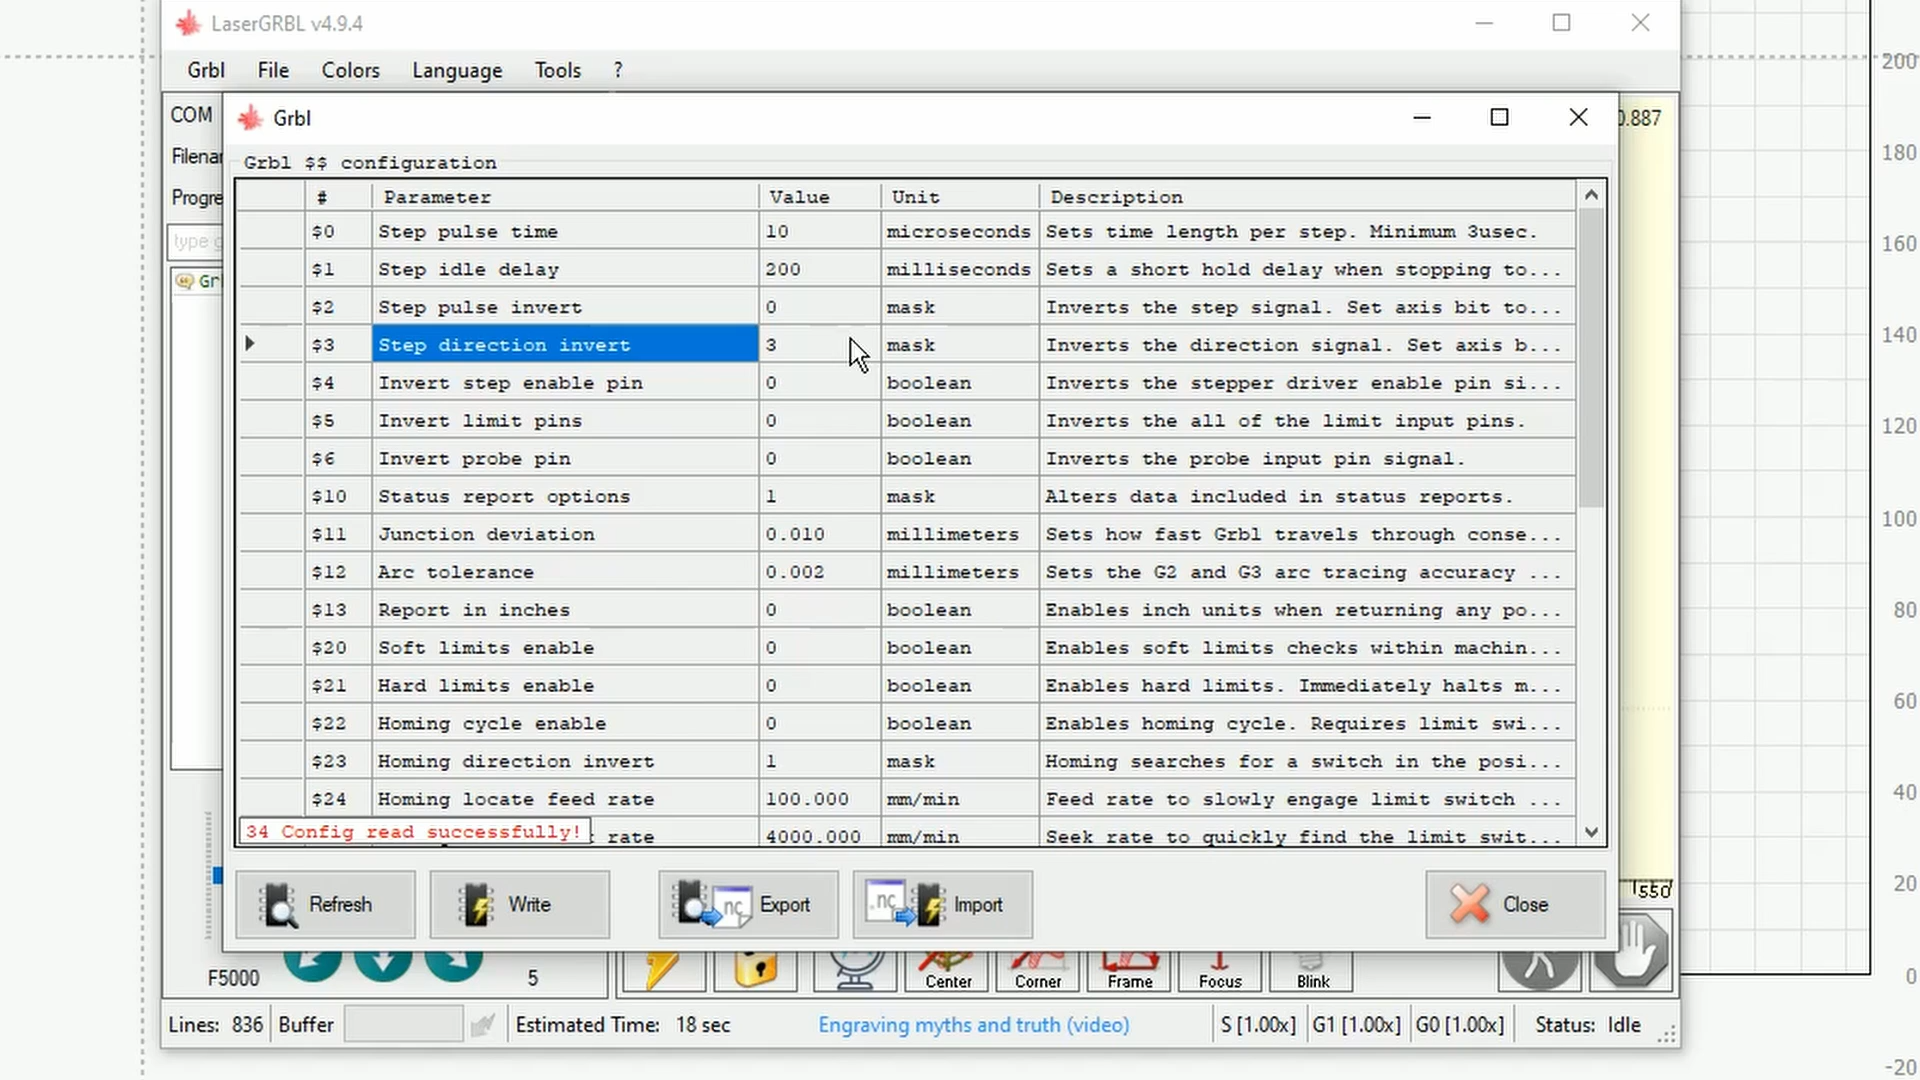 LaserGRBL v4.9.4
Grbl File Colors Language Tools ?
COM
Grbl
0.887
Filenar
Progre
type g
Gr
Grbl $$ configuration
# Parameter Value Unit Description
$0 Step pulse time 10 microseconds Sets time length per step. Minimum 3usec.
$1 Step idle delay 200 milliseconds Sets a short hold delay when stopping to...
$2 Step pulse invert 0 mask Inverts the step signal. Set axis bit to...
$3 Step direction invert 3 mask Inverts the direction signal. Set axis b...
$4 Invert step enable pin 0 boolean Inverts the stepper driver enable pin si...
$5 Invert limit pins 0 boolean Inverts the all of the limit input pins.
$6 Invert probe pin 0 boolean Inverts the probe input pin signal.
$10 Status report options 1 mask Alters data included in status reports.
$11 Junction deviation 0.010 millimeters Sets how fast Grbl travels through conse...
$12 Arc tolerance 0.002 millimeters Sets the G2 and G3 arc tracing accuracy ...
$13 Report in inches 0 boolean Enables inch units when returning any po...
$20 Soft limits enable 0 boolean Enables soft limits checks within machin...
$21 Hard limits enable 0 boolean Enables hard limits. Immediately halts m...
$22 Homing cycle enable 0 boolean Enables homing cycle. Requires limit swi...
$23 Homing direction invert 1 mask Homing searches for a switch in the posi...
$24 Homing locate feed rate 100.000 mm/min Feed rate to slowly engage limit switch ...
34 Config read successfully! rate 4000.000 mm/min Seek rate to quickly find the limit swit...
Refresh Write Export Import Close
nc
.nc
550
F5000 5 Center Corner Frame Focus Blink
Lines: 836 Buffer Estimated Time: 18 sec Engraving myths and truth (video) S [1.00x] G1 [1.00x] G0 [1.00x] Status: Idle
200
180
160
140
120
100
80
60
40
20
0
-20